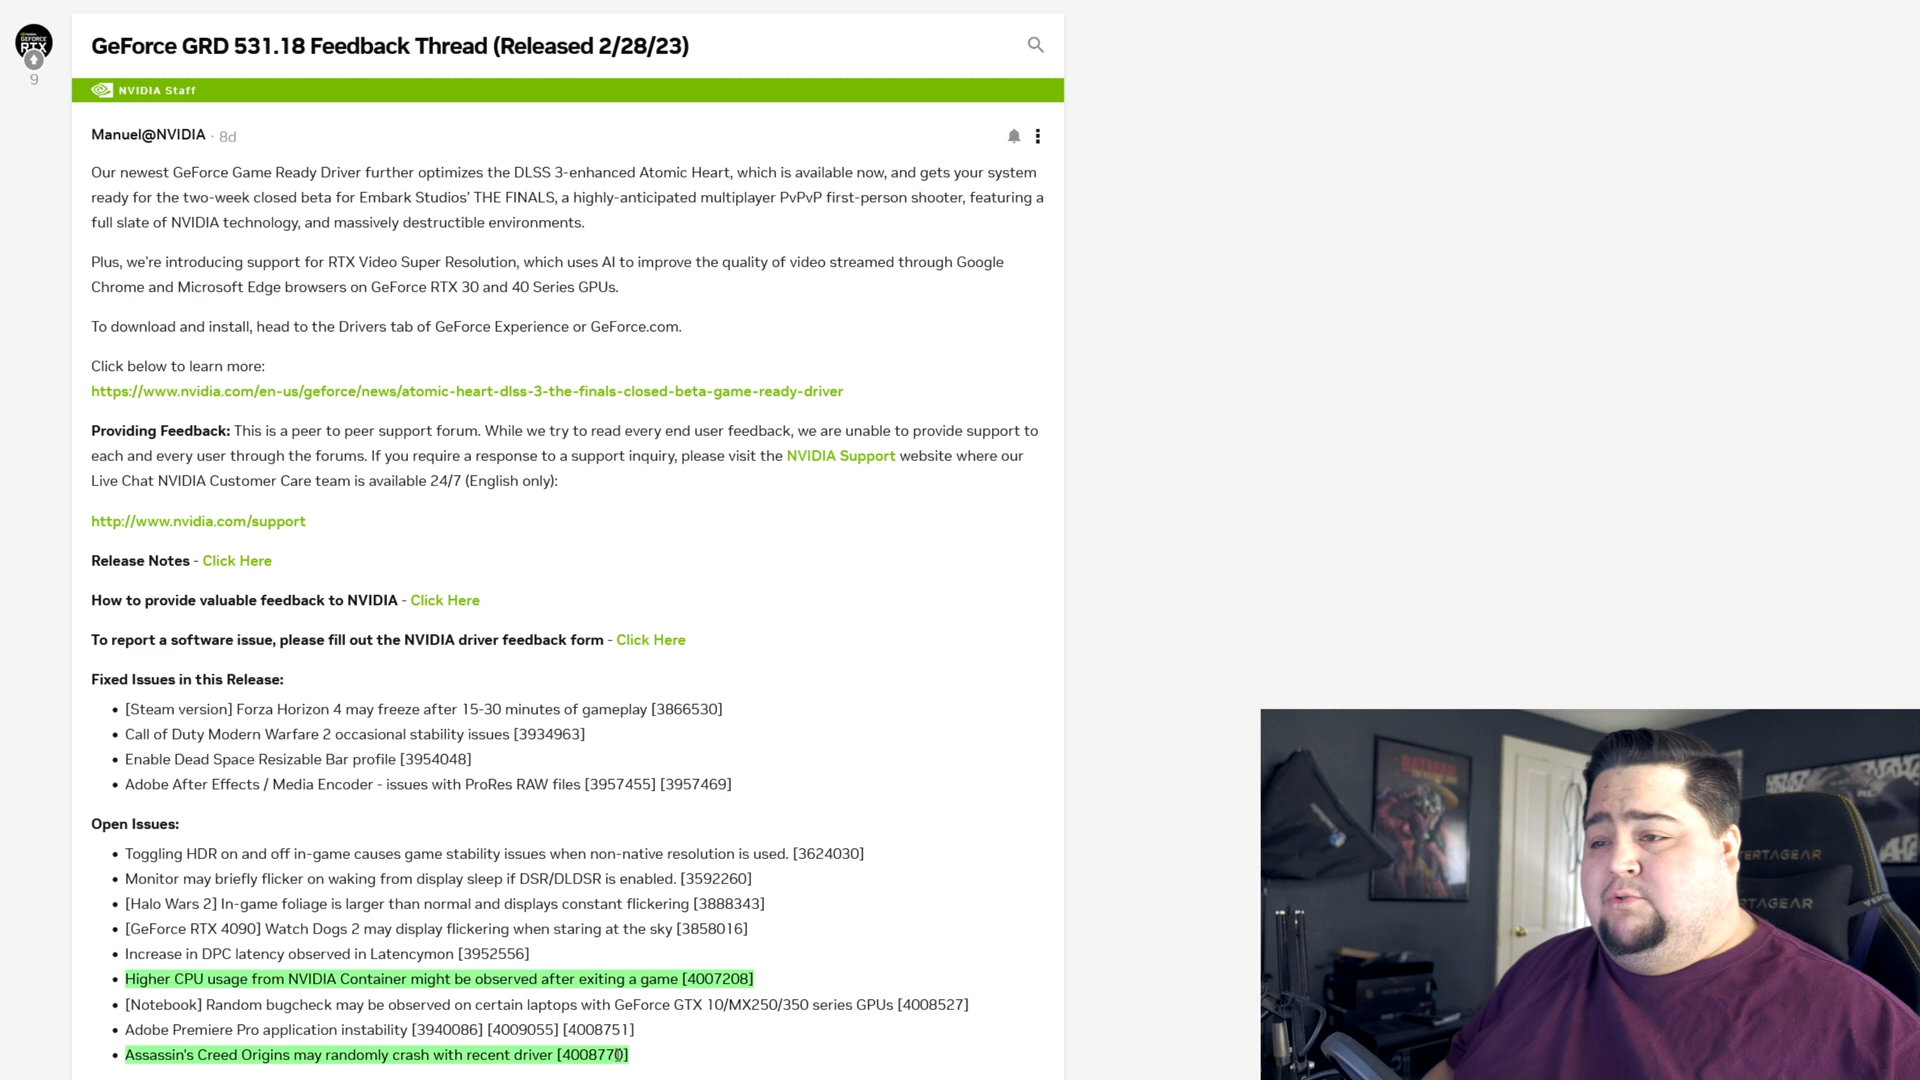 GeForce GRD 531.18 Feedback Thread (Released 2/28/23)
GEFORCE
RTX
9
NVIDIA Staff
Manuel@NVIDIA · 8d
Our newest GeForce Game Ready Driver further optimizes the DLSS 3-enhanced Atomic Heart, which is available now, and gets your system
ready for the two-week closed beta for Embark Studios’ THE FINALS, a highly-anticipated multiplayer PvPvP first-person shooter, featuring a
full slate of NVIDIA technology, and massively destructible environments.
Plus, we’re introducing support for RTX Video Super Resolution, which uses AI to improve the quality of video streamed through Google
Chrome and Microsoft Edge browsers on GeForce RTX 30 and 40 Series GPUs.
To download and install, head to the Drivers tab of GeForce Experience or GeForce.com.
Click below to learn more:
https://www.nvidia.com/en-us/geforce/news/atomic-heart-dlss-3-the-finals-closed-beta-game-ready-driver
Providing Feedback: This is a peer to peer support forum. While we try to read every end user feedback, we are unable to provide support to
each and every user through the forums. If you require a response to a support inquiry, please visit the NVIDIA Support website where our
Live Chat NVIDIA Customer Care team is available 24/7 (English only):
http://www.nvidia.com/support
Release Notes - Click Here
How to provide valuable feedback to NVIDIA - Click Here
To report a software issue, please fill out the NVIDIA driver feedback form - Click Here
Fixed Issues in this Release:
• [Steam version] Forza Horizon 4 may freeze after 15-30 minutes of gameplay [3866530]
• Call of Duty Modern Warfare 2 occasional stability issues [3934963]
• Enable Dead Space Resizable Bar profile [3954048]
• Adobe After Effects / Media Encoder - issues with ProRes RAW files [3957455] [3957469]
Open Issues:
• Toggling HDR on and off in-game causes game stability issues when non-native resolution is used. [3624030]
• Monitor may briefly flicker on waking from display sleep if DSR/DLDSR is enabled. [3592260]
• [Halo Wars 2] In-game foliage is larger than normal and displays constant flickering [3888343]
• [GeForce RTX 4090] Watch Dogs 2 may display flickering when staring at the sky [3858016]
• Increase in DPC latency observed in Latencymon [3952556]
• Higher CPU usage from NVIDIA Container might be observed after exiting a game [4007208]
• [Notebook] Random bugcheck may be observed on certain laptops with GeForce GTX 10/MX250/350 series GPUs [4008527]
• Adobe Premiere Pro application instability [3940086] [4009055] [4008751]
• Assassin's Creed Origins may randomly crash with recent driver [4008770]
BATMAN
VERTAGEAR